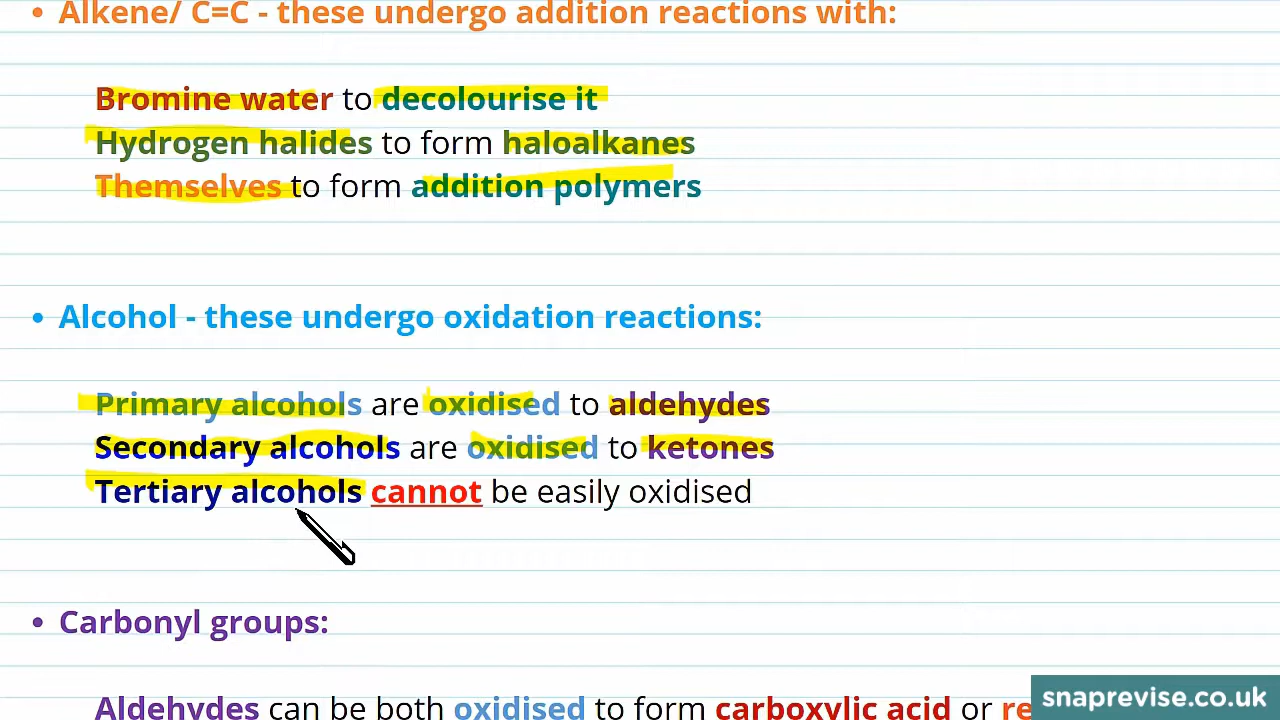 • Alkene/ C=C - these undergo addition reactions with:
Bromine water to decolourise it
Hydrogen halides to form haloalkanes
Themselves to form addition polymers
• Alcohol - these undergo oxidation reactions:
Primary alcohols are oxidised to aldehydes
Secondary alcohols are oxidised to ketones
Tertiary alcohols cannot be easily oxidised
• Carbonyl groups:
Aldehydes can be both oxidised to form carboxylic acid or
snaprevise.co.uk